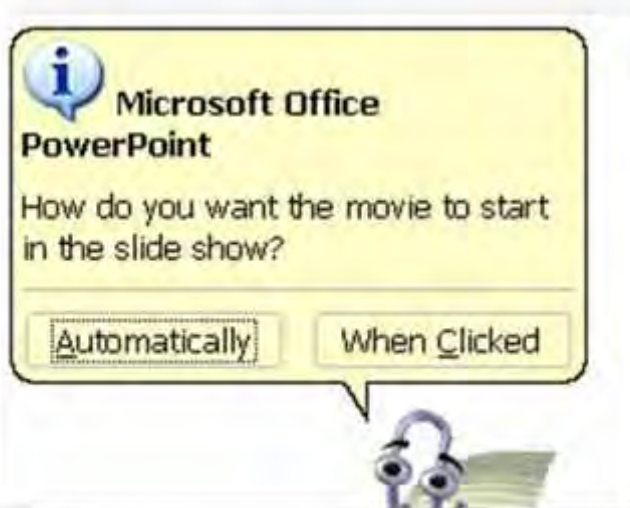 Microsoft Office
PowerPoint
How do you want the movie to start
in the slide show?
Automatically
When Clicked